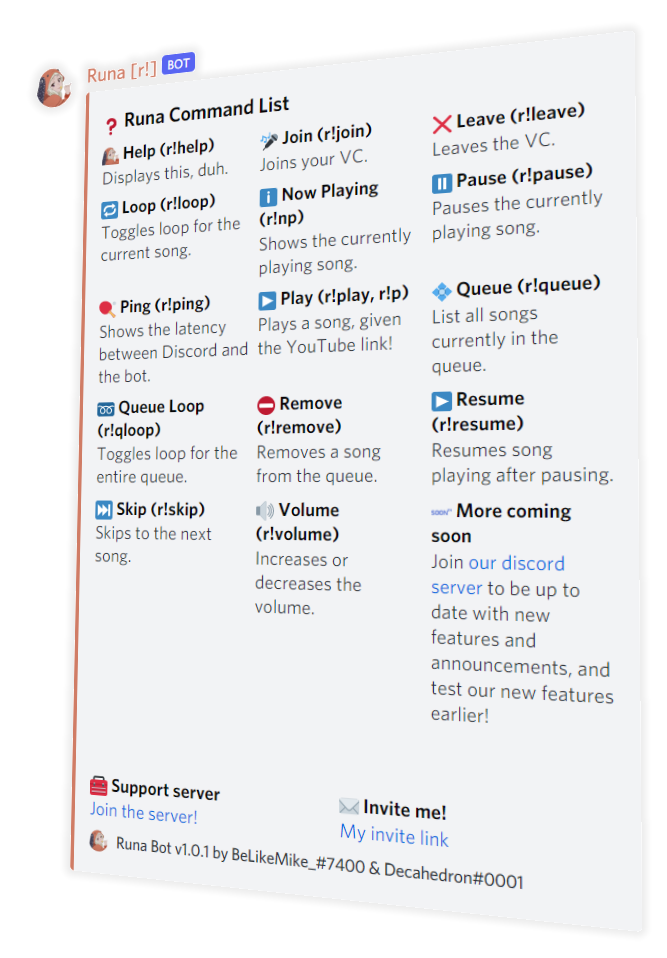 Runa [r!] BOT
Runa Command List
Help (r!help)
Displays this, duh.
Join (r!join)
Joins your VC.
Leave (r!leave)
Leaves the VC.
Loop (r!loop)
Toggles loop for the
current song.
Now Playing
(r!np)
Shows the currently
playing song.
Pause (r!pause)
Pauses the currently
playing song.
Ping (r!ping)
Shows the latency
between Discord and
the bot.
Play (r!play, r!p)
Plays a song, given
the YouTube link!
Queue (r!queue)
List all songs
currently in the
queue.
Queue Loop
(r!qloop)
Toggles loop for the
entire queue.
Remove
(r!remove)
Removes a song
from the queue.
Resume
(r!resume)
Resumes song
playing after pausing.
Skip (r!skip)
Skips to the next
song.
Volume
(r!volume)
Increases or
decreases the
volume.
SOON™ More coming
soon
Join our discord
server to be up to
date with new
features and
announcements, and
test our new features
earlier!
Support server
Join the server!
Invite me!
My invite link
Runa Bot v1.0.1 by BeLikeMike_#7400 & Decahedron#0001